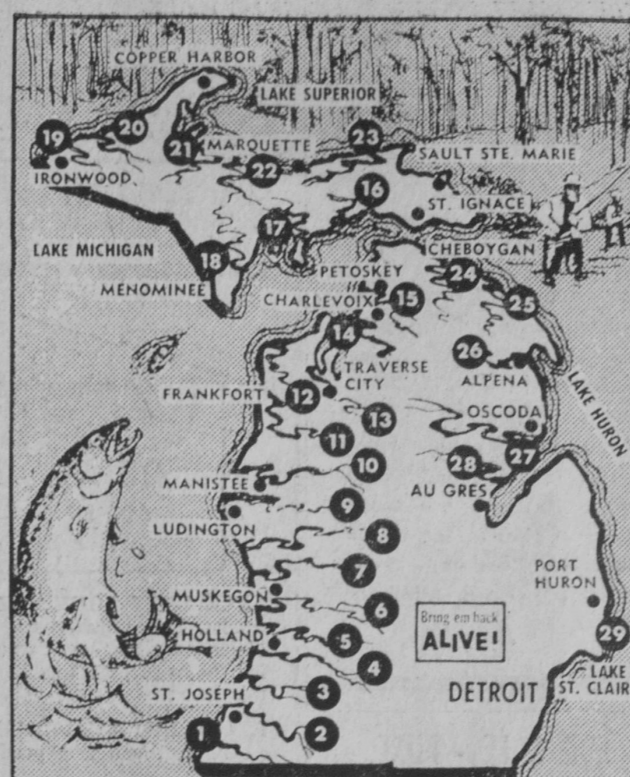 COPPER HARBOR
LAKE SUPERIOR
19
20
21
MARQUETTE
23
IRONWOOD
22
SAULT STE. MARIE
16
ST. IGNACE
17
LAKE MICHIGAN
18
CHEBOYGAN
MENOMINEE
PETOSKEY
24
CHARLEVOIX
15
25
14
26
TRAVERSE
CITY
ALPENA
LAKE HURON
FRANKFORT
12
13
OSCODA
11
10
28
27
MANISTEE
AU GRES
9
LUDINGTON
8
7
PORT
HURON
MUSKEGON
6
Bring em back
ALIVE!
HOLLAND
5
4
29
LAKE
ST. CLAIR
ST. JOSEPH
3
DETROIT
1
2